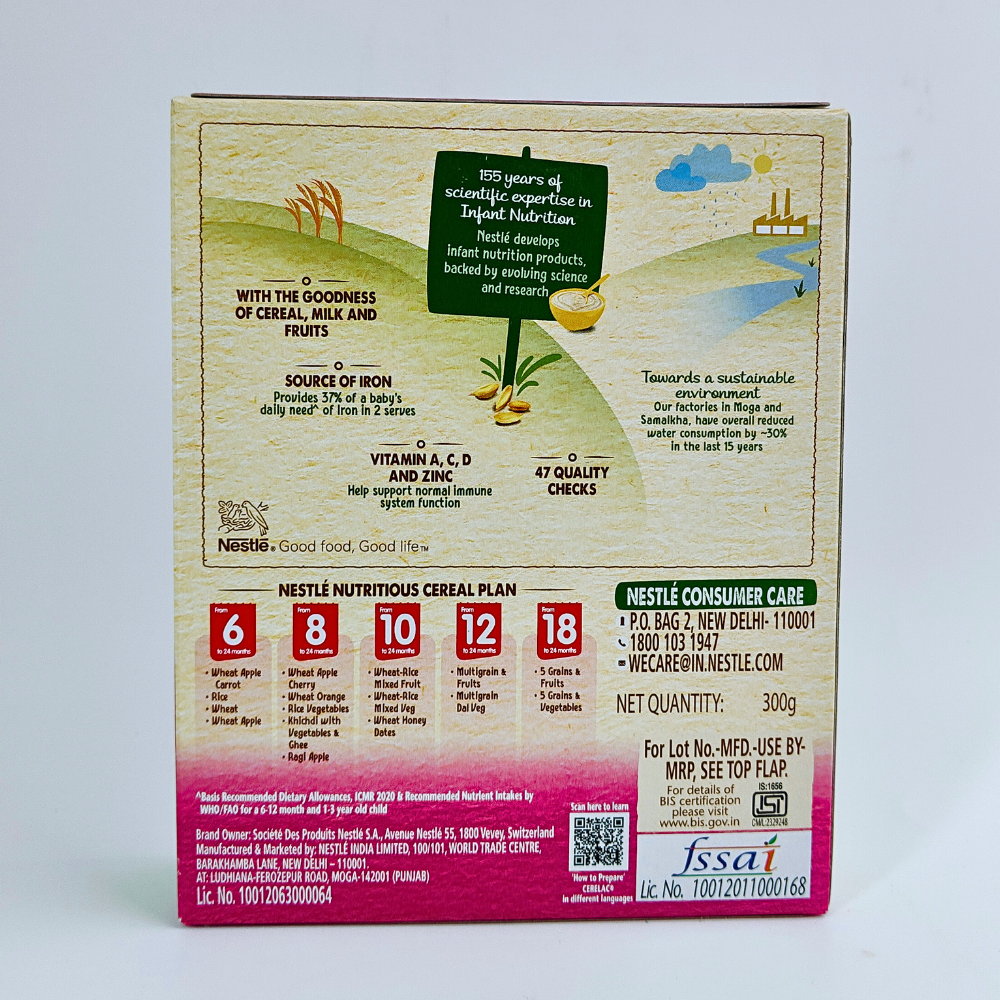 155 years of
scientific expertise in
Infant Nutrition
Nestlé develops
infant nutrition products,
backed by evolving science
and research
WITH THE GOODNESS
OF CEREAL, MILK AND
FRUITS
SOURCE OF IRON
Provides 37% of a baby's
daily need^ of Iron in 2 serves
VITAMIN A, C, D
AND ZINC
Help support normal immune
system function
47 QUALITY
CHECKS
Towards a sustainable
environment
Our factories in Moga and
Samalkha, have overall reduced
water consumption by ~30%
in the last 15 years
Nestlé® Good food, Good life™
NESTLÉ NUTRITIOUS CEREAL PLAN
From
6
to 24 months
• Wheat Apple
Carrot
• Rice
• Wheat
• Wheat Apple
From
8
to 24 months
• Wheat Apple
Cherry
• Wheat Orange
• Rice Vegetables
• Khichdi with
Vegetables &
Ghee
• Ragi Apple
From
10
to 24 months
• Wheat-Rice
Mixed Fruit
• Wheat-Rice
Mixed Veg
• Wheat Honey
Dates
From
12
to 24 months
• Multigrain &
Fruits
• Multigrain
Dal Veg
From
18
to 24 months
• 5 Grains &
Fruits
• 5 Grains &
Vegetables
NESTLÉ CONSUMER CARE
P.O. BAG 2, NEW DELHI- 110001
1800 103 1947
WECARE@IN.NESTLE.COM
NET QUANTITY: 300g
For Lot No.-MFD.-USE BY-
MRP, SEE TOP FLAP.
For details of
BIS certification
please visit
www.bis.gov.in
IS:1656
ISI
CM/L 2329248
fssai
Lic. No. 10012011000168
^Basis Recommended Dietary Allowances, ICMR 2020 & Recommended Nutrient Intakes by
WHO/FAO for a 6-12 month and 1-3 year old child
Brand Owner: Société Des Produits Nestlé S.A., Avenue Nestlé 55, 1800 Vevey, Switzerland
Manufactured & Marketed by: NESTLÉ INDIA LIMITED, 100/101, WORLD TRADE CENTRE,
BARAKHAMBA LANE, NEW DELHI – 110001.
AT: LUDHIANA-FEROZEPUR ROAD, MOGA-142001 (PUNJAB)
Lic. No. 10012063000064
Scan here to learn
'How to Prepare'
CERELAC®
in different languages